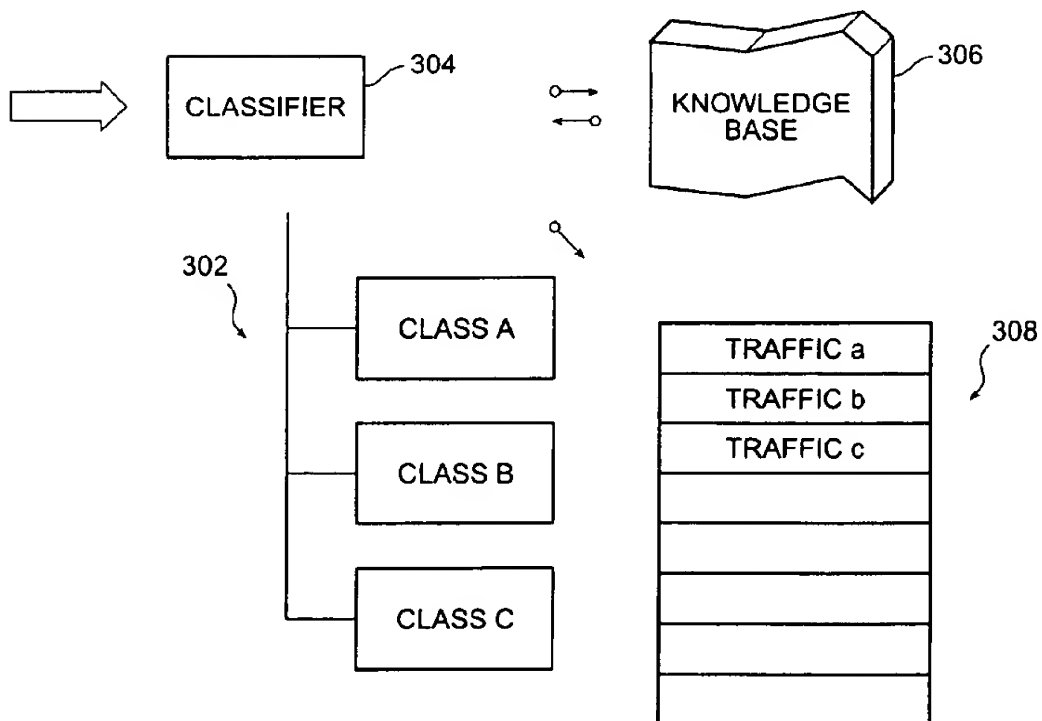 304
CLASSIFIER
306
KNOWLEDGE
BASE
302
CLASS A
CLASS B
CLASS C
TRAFFIC a
TRAFFIC b
TRAFFIC c
308